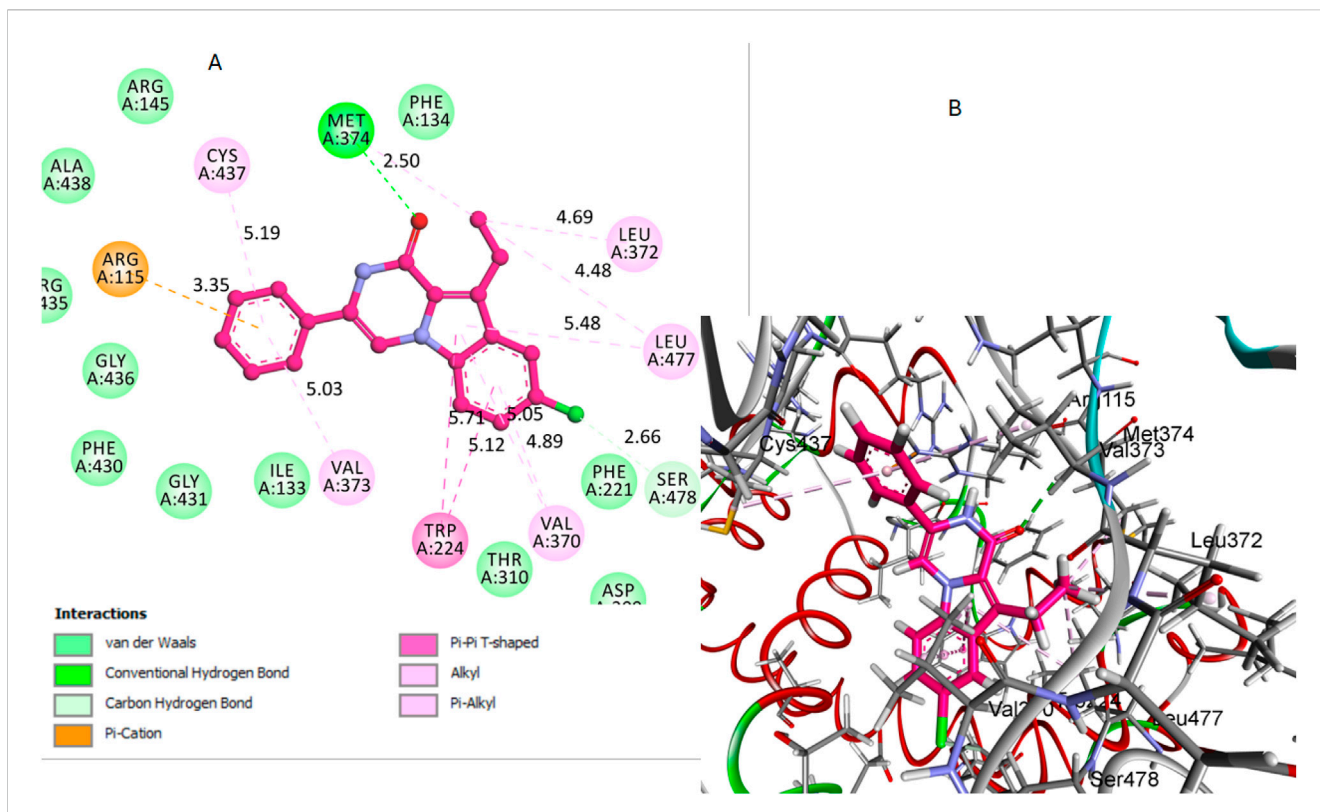 A
B
ARG
A:145
PHE
A:134
MET
A:374
2.50
CYS
A:437
ALA
A:438
5.19
4.69
LEU
A:372
ARG
A:115
3.35
4.48
RG
435
5.48
LEU
A:477
GLY
A:436
5.03
5.71
5.05
5.12
4.89
2.66
PHE
A:430
GLY
A:431
ILE
A:133
VAL
A:373
PHE
A:221
SER
A:478
TRP
A:224
THR
A:310
VAL
A:370
ASP
Interactions
van der Waals
Conventional Hydrogen Bond
Carbon Hydrogen Bond
Pi-Cation
Pi-Pi T-shaped
Alkyl
Pi-Alkyl
Cys437
Arg115
Met374
Val373
Leu372
Leu477
Ser478